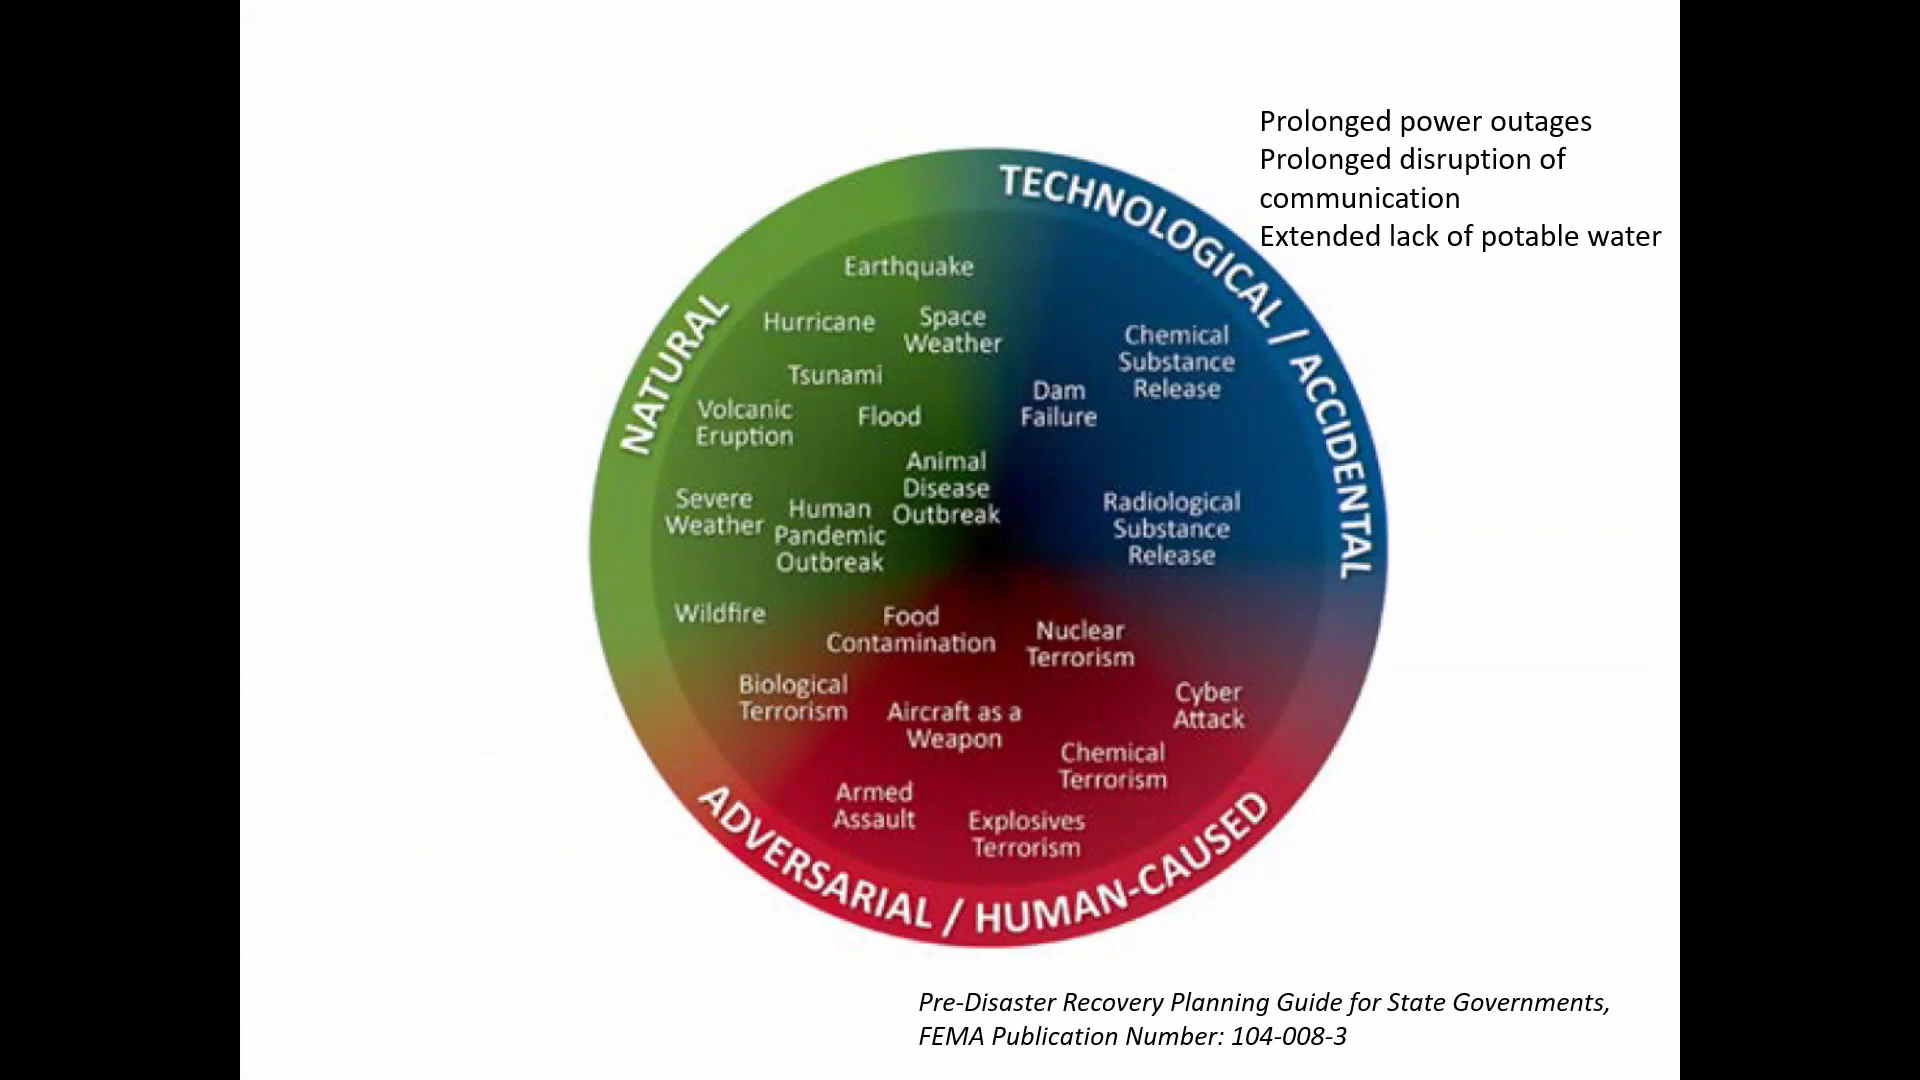 Prolonged power outages
Prolonged disruption of
communication
Extended lack of potable water
TECHNOLOGICAL / ACCIDENTAL
NATURAL
Earthquake
Hurricane
Space
Weather
Tsunami
Volcanic
Eruption
Flood
Animal
Disease
Outbreak
Severe
Weather
Human
Pandemic
Outbreak
Wildfire
Chemical
Substance
Release
Dam
Failure
Radiological
Substance
Release
Food
Contamination
Nuclear
Terrorism
Biological
Terrorism
Aircraft as a
Weapon
Cyber
Attack
Chemical
Terrorism
Armed
Assault
Explosives
Terrorism
ADVERSARIAL / HUMAN-CAUSED
Pre-Disaster Recovery Planning Guide for State Governments,
FEMA Publication Number: 104-008-3